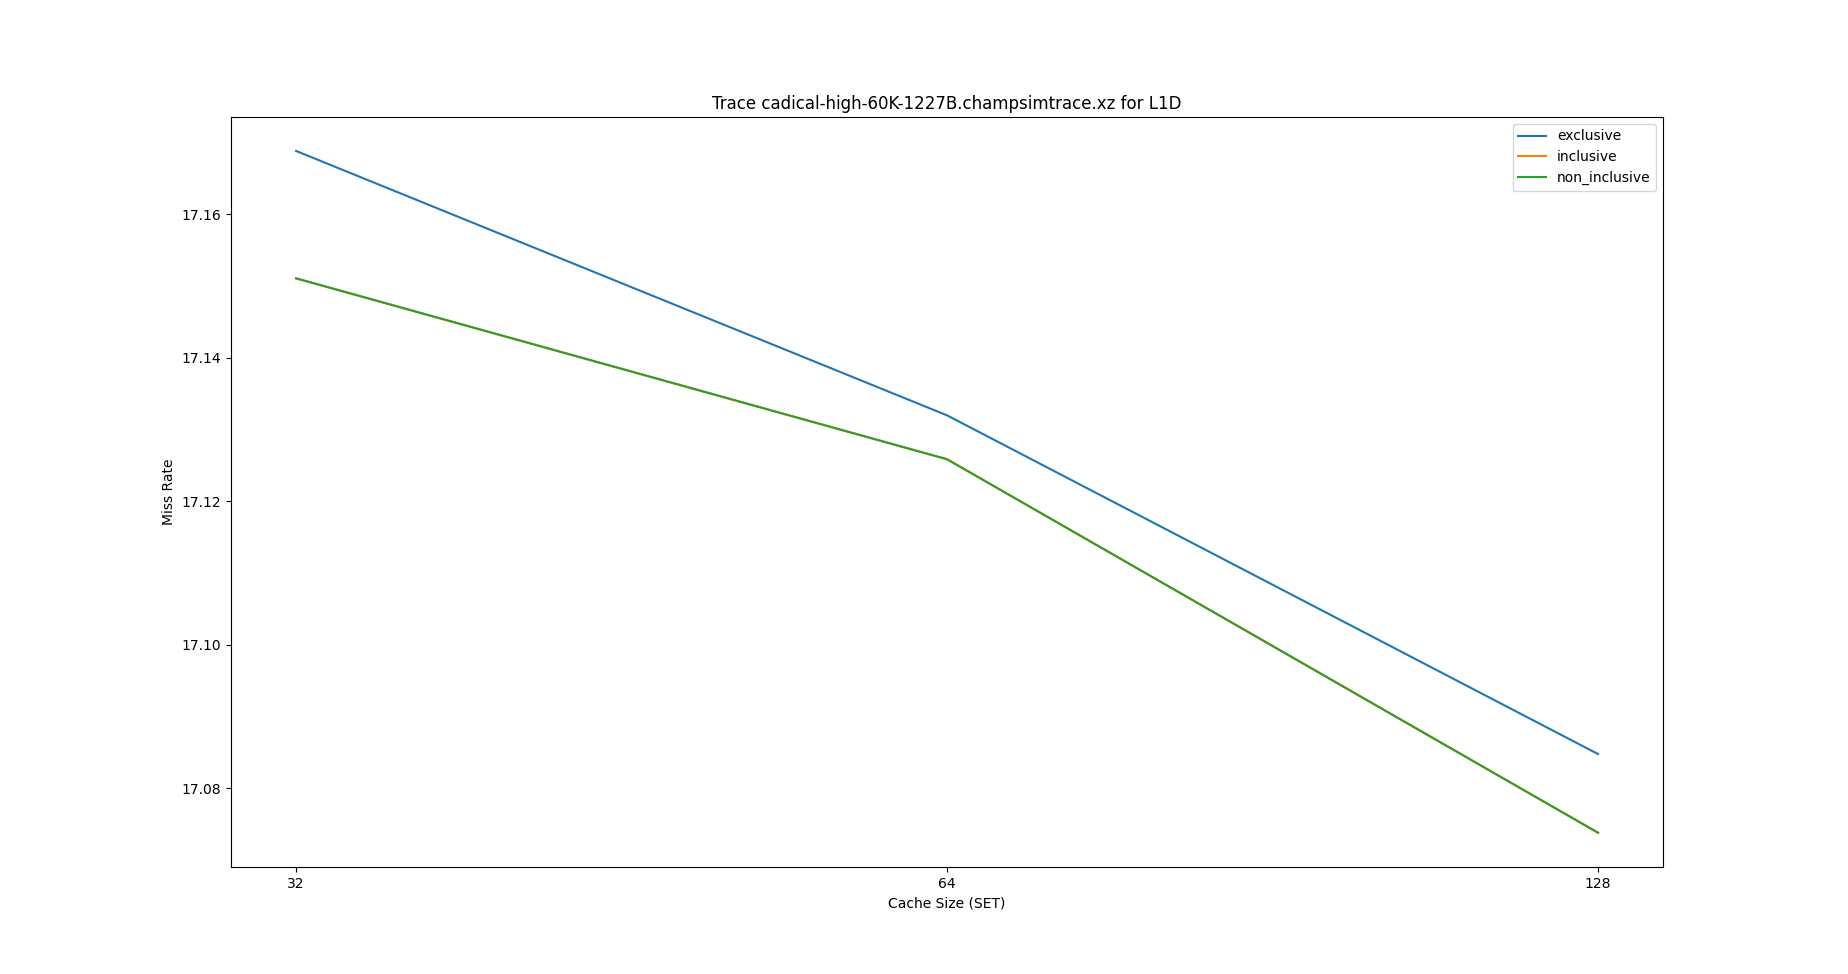 Trace cadical-high-60K-1227B.champsimtrace.xz for L1D
exclusive
inclusive
non_inclusive
17.16
17.14
17.12
17.10
17.08
Miss Rate
32 64 128
Cache Size (SET)